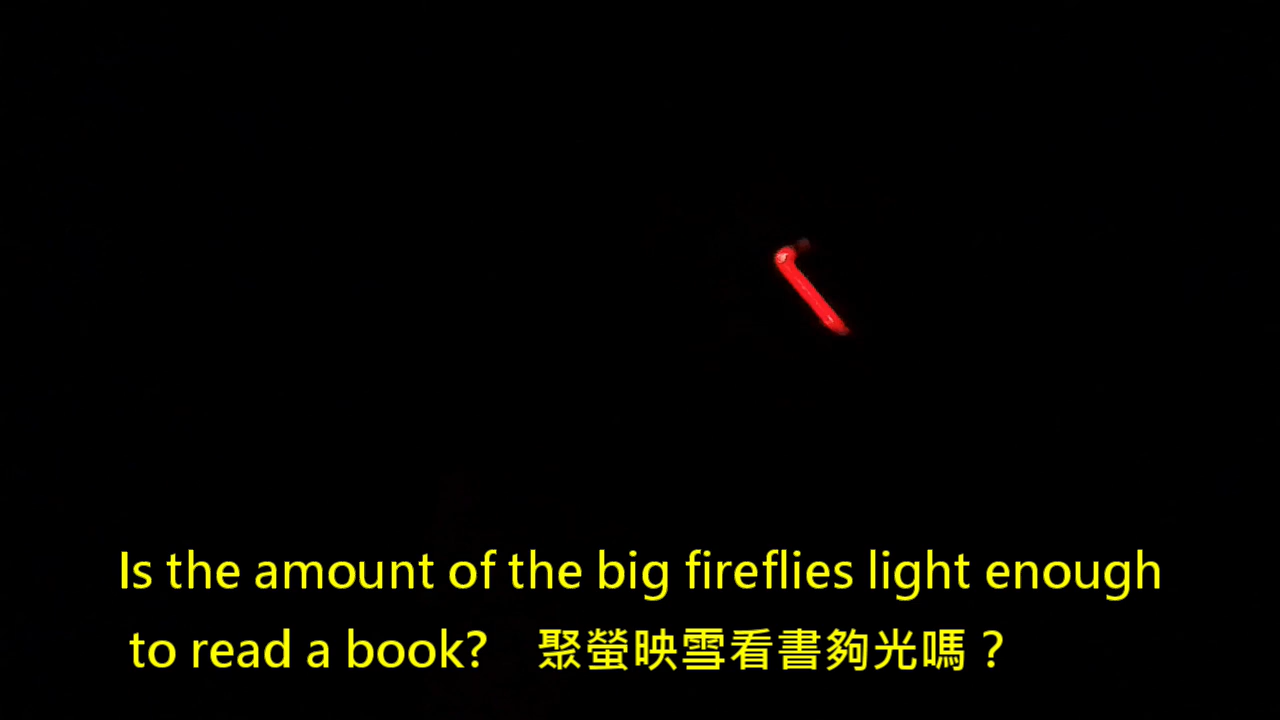 Is the amount of the big fireflies light enough
to read a book? 聚螢映雪看書夠光嗎？